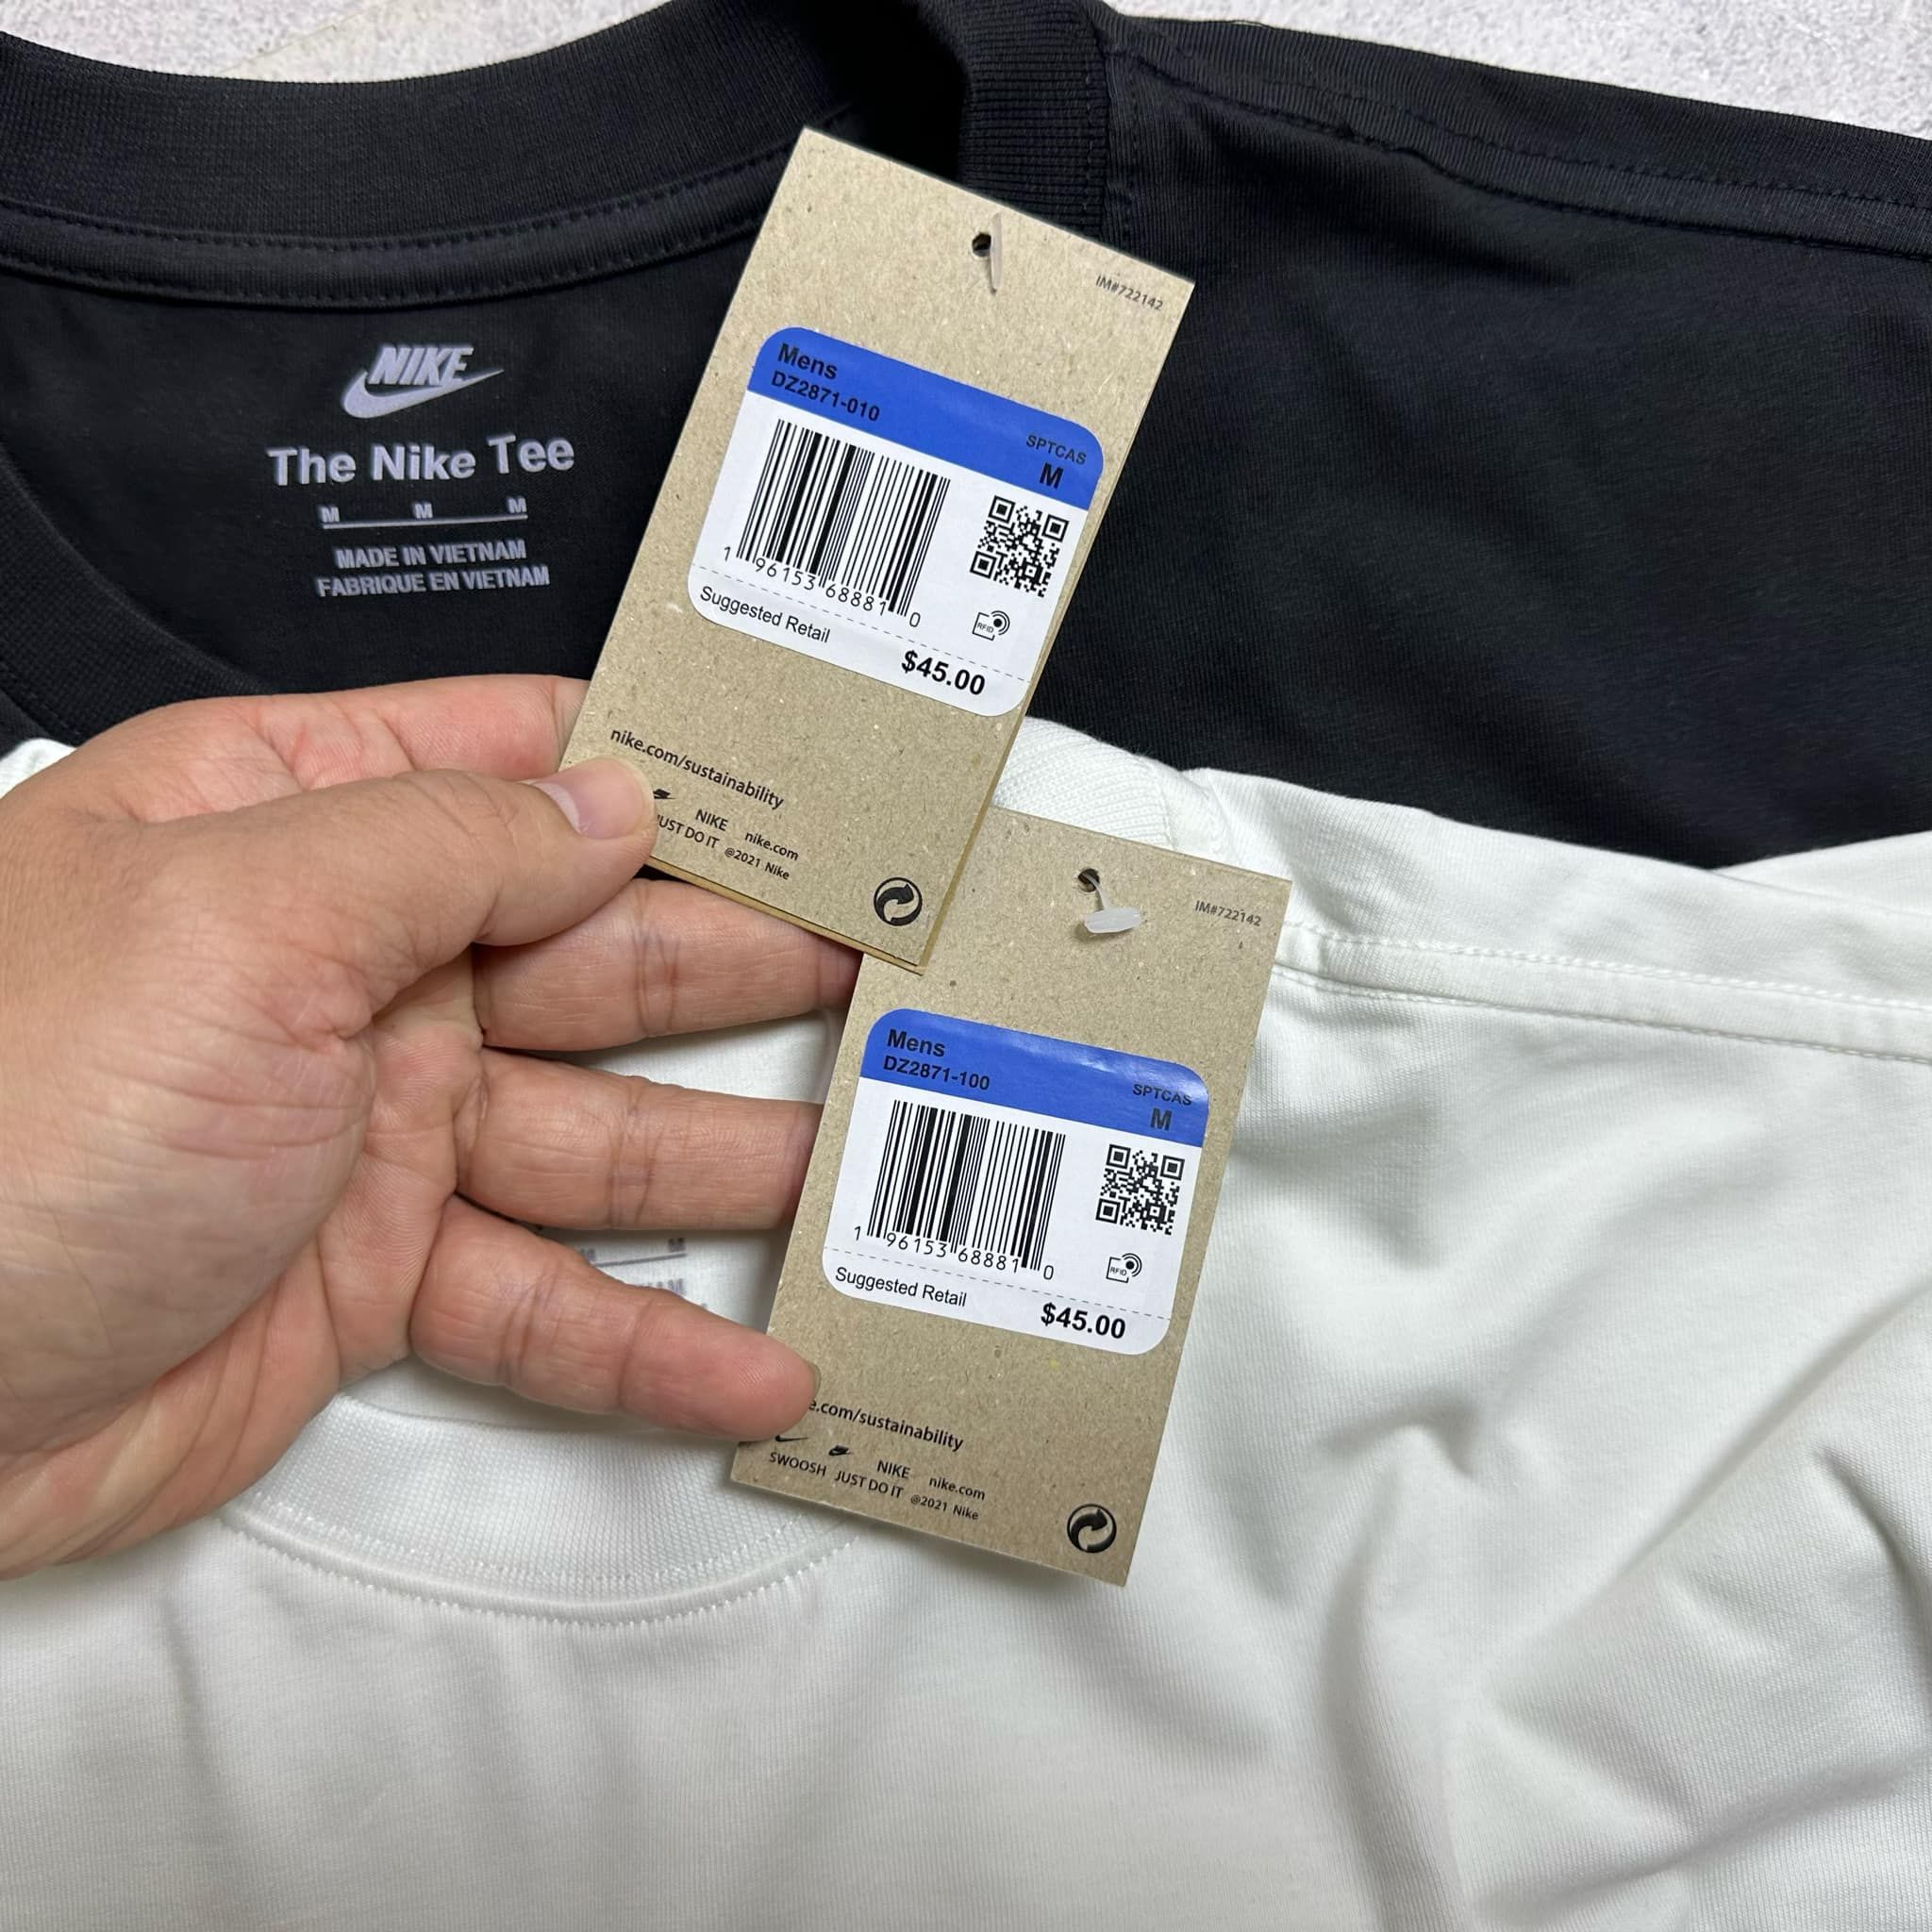 NIKE
The Nike Tee
M M M
MADE IN VIETNAM
FABRIQUE EN VIETNAM
IM#722142
Mens
DZ2871-010
SPTCAS
M
1 96153 68881 0
RFID
Suggested Retail
$45.00
nike.com/sustainability
NIKE nike.com
JUST DO IT @2021 Nike
IM#722142
Mens
DZ2871-100
SPTCAS
M
1 96153 68881 0
RFID
Suggested Retail
$45.00
e.com/sustainability
NIKE nike.com
SWOOSH JUST DO IT @2021 Nike